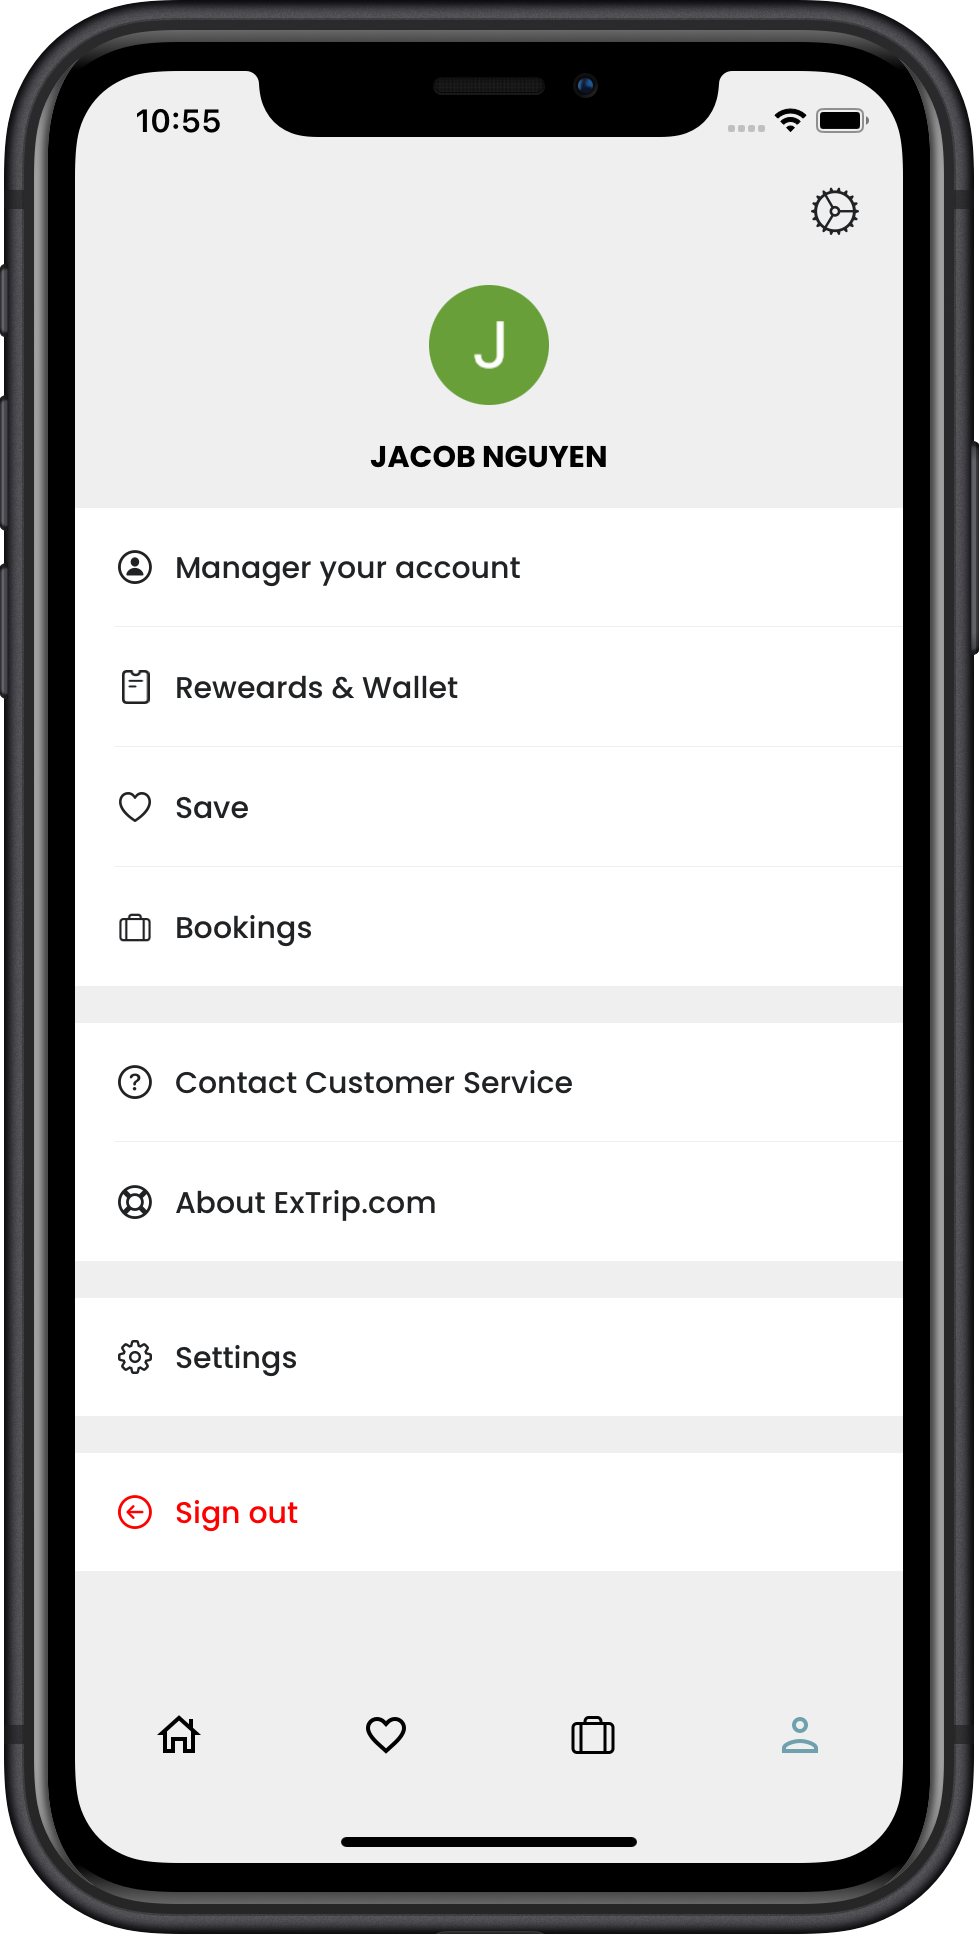 10:55
J
JACOB NGUYEN
Manager your account
Reweards & Wallet
Save
Bookings
Contact Customer Service
About ExTrip.com
Settings
Sign out